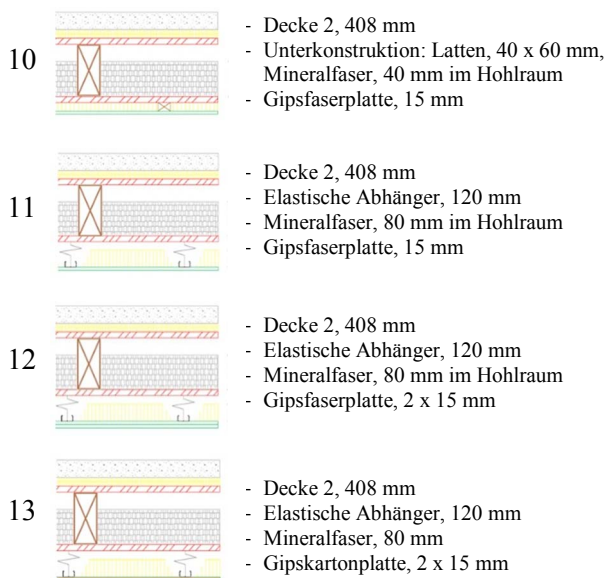 10
- Decke 2, 408 mm
- Unterkonstruktion: Latten, 40 x 60 mm,
Mineralfaser, 40 mm im Hohlraum
- Gipsfaserplatte, 15 mm
11
- Decke 2, 408 mm
- Elastische Abhänger, 120 mm
- Mineralfaser, 80 mm im Hohlraum
- Gipsfaserplatte, 15 mm
12
- Decke 2, 408 mm
- Elastische Abhänger, 120 mm
- Mineralfaser, 80 mm im Hohlraum
- Gipsfaserplatte, 2 x 15 mm
13
- Decke 2, 408 mm
- Elastische Abhänger, 120 mm
- Mineralfaser, 80 mm
- Gipskartonplatte, 2 x 15 mm